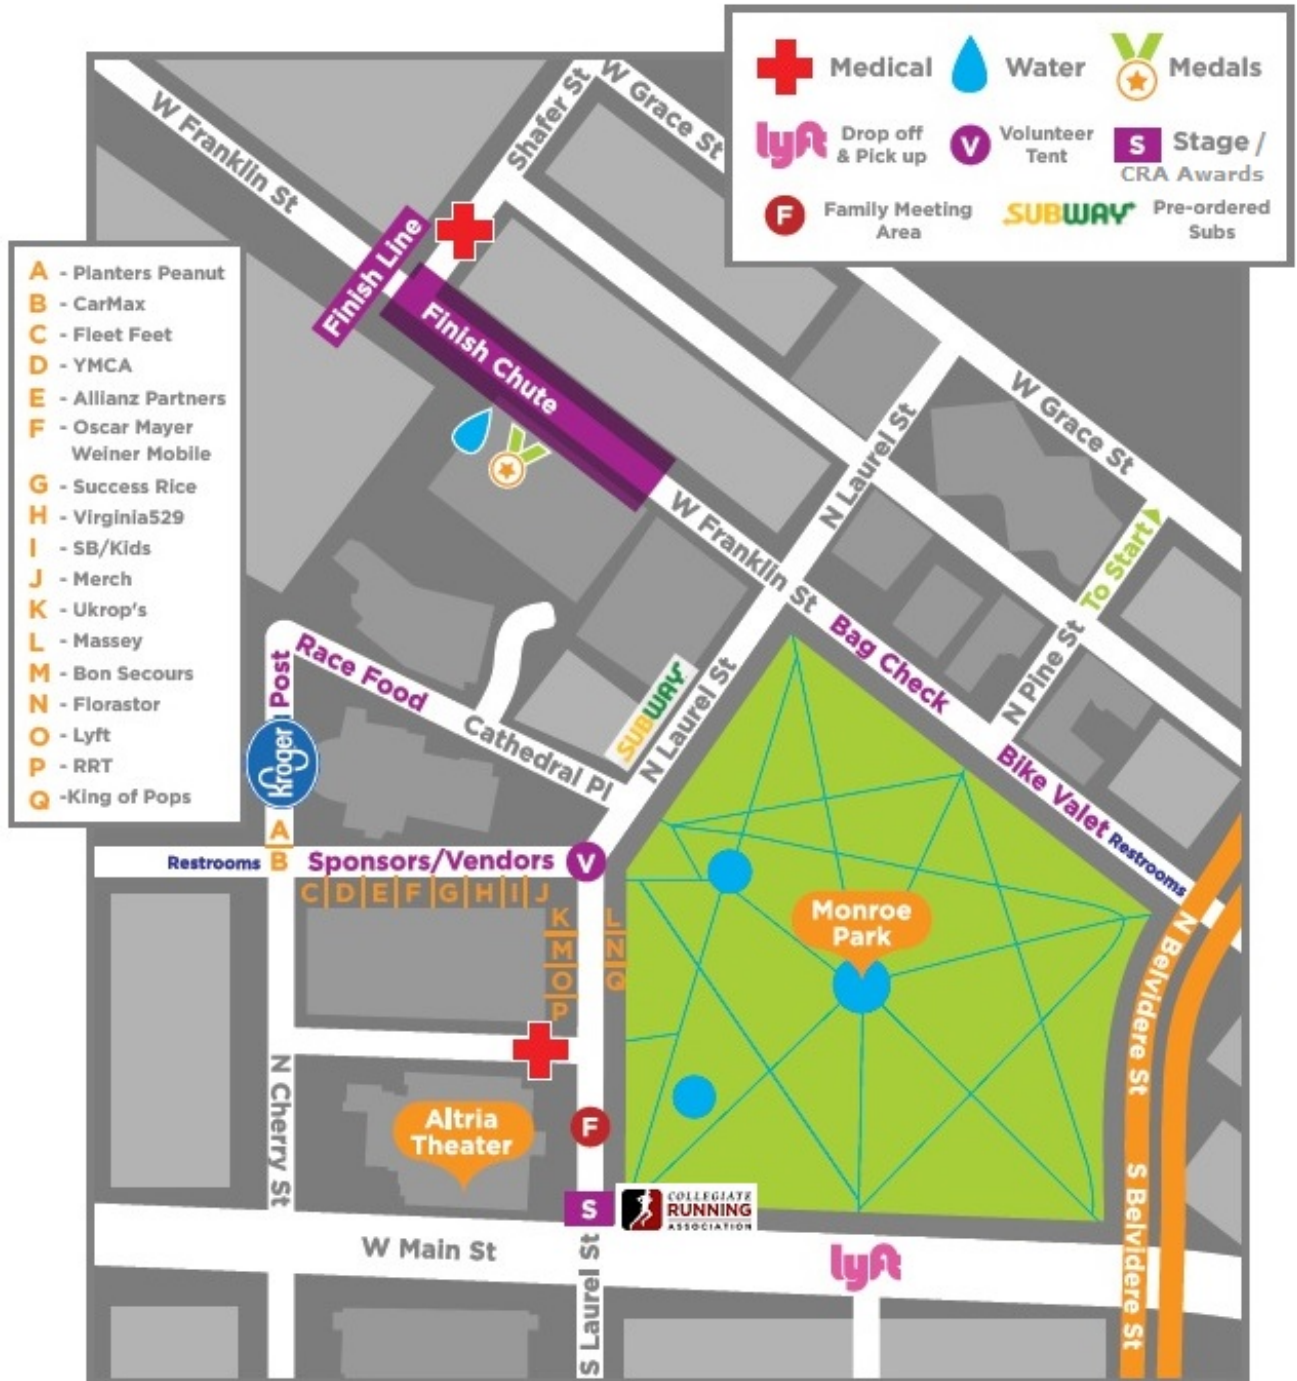 Medical
Water
Medals
lyft
Drop off
& Pick up
V
Volunteer
Tent
S
Stage /
CRA Awards
F
Family Meeting
Area
SUBWAY
Pre-ordered
Subs
A - Planters Peanut
B - CarMax
C - Fleet Feet
D - YMCA
E - Allianz Partners
F - Oscar Mayer
Weiner Mobile
G - Success Rice
H - Virginia529
I - SB/Kids
J - Merch
K - Ukrop's
L - Massey
M - Bon Secours
N - Florastor
O - Lyft
P - RRT
Q -King of Pops
W Franklin St
Shafer St
W Grace St
Finish Line
Finish Chute
W Grace St
N Laurel St
W Franklin St
To Start
N Pine St
Bag Check
Bike Valet
Restrooms
Post
Race Food
Cathedral Pl
SUBWAY
N Laurel St
Kroger
A
B
Restrooms
Sponsors/Vendors
V
C D E F G H I J
K L
M N
O Q
P
Monroe
Park
N Belvidere St
N Cherry St
Altria
Theater
F
S
COLLEGIATE
RUNNING
ASSOCIATION
S Belvidere St
W Main St
lyft
S Laurel St